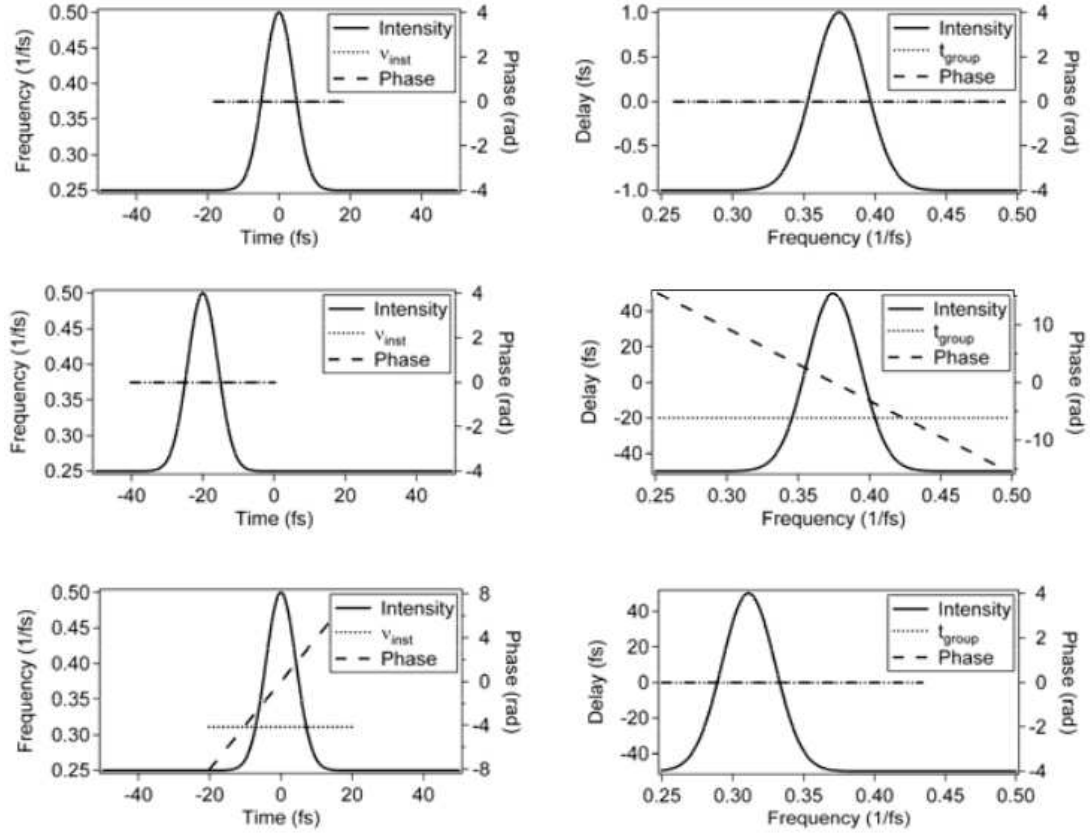 0.50
0.45
0.40
0.35
0.30
0.25
Frequency (1/fs)
4
2
0
-2
-4
Phase (rad)
Intensity
νinst
Phase
-40 -20 0 20 40
Time (fs)
1.0
0.5
0.0
-0.5
-1.0
Delay (fs)
4
2
0
-2
-4
Phase (rad)
Intensity
tgroup
Phase
0.25 0.30 0.35 0.40 0.45 0.50
Frequency (1/fs)
0.50
0.45
0.40
0.35
0.30
0.25
Frequency (1/fs)
4
2
0
-2
-4
Phase (rad)
Intensity
νinst
Phase
-40 -20 0 20 40
Time (fs)
40
20
0
-20
-40
Delay (fs)
10
0
-10
Phase (rad)
Intensity
tgroup
Phase
0.25 0.30 0.35 0.40 0.45 0.50
Frequency (1/fs)
0.50
0.45
0.40
0.35
0.30
0.25
Frequency (1/fs)
8
4
0
-4
-8
Phase (rad)
Intensity
νinst
Phase
-40 -20 0 20 40
Time (fs)
40
20
0
-20
-40
Delay (fs)
4
2
0
-2
-4
Phase (rad)
Intensity
tgroup
Phase
0.25 0.30 0.35 0.40 0.45 0.50
Frequency (1/fs)